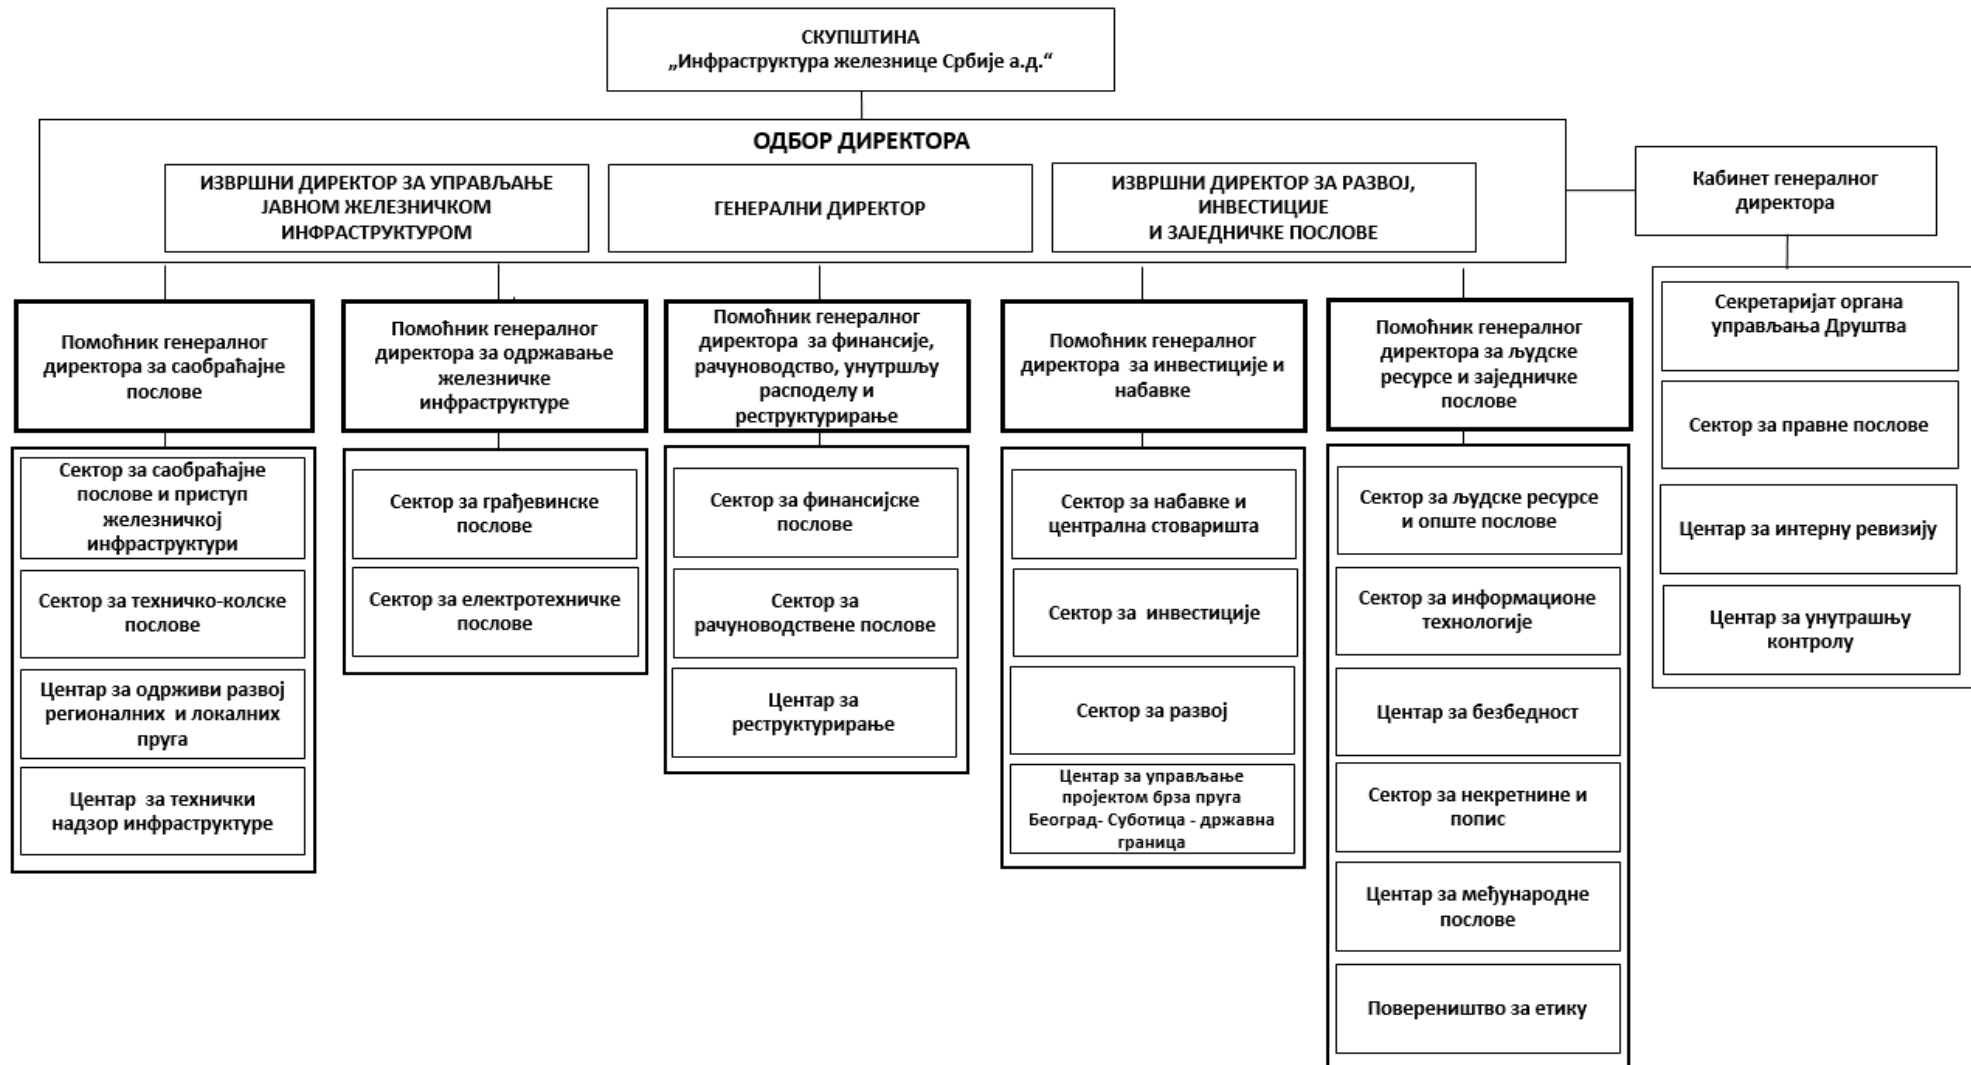 СКУПШТИНА
„Инфраструктура железнице Србије а.д.“
ОДБОР ДИРЕКТОРА
ИЗВРШНИ ДИРЕКТОР ЗА УПРАВЉАЊЕ
ЈАВНОМ ЖЕЛЕЗНИЧКОМ
ИНФРАСТРУКТУРОМ
ГЕНЕРАЛНИ ДИРЕКТОР
ИЗВРШНИ ДИРЕКТОР ЗА РАЗВОЈ,
ИНВЕСТИЦИЈЕ
И ЗАЈЕДНИЧКЕ ПОСЛОВЕ
Кабинет генералног
директора
Помоћник генералног
директора за саобраћајне
послове
Сектор за саобраћајне
послове и приступ
железничкој
инфраструктури
Сектор за техничко-колске
послове
Центар за одрживи развој
регионалних и локалних
пруга
Центар за технички
надзор инфраструктуре
Помоћник генералног
директора за одржавање
железничке
инфраструктуре
Сектор за грађевинске
послове
Сектор за електротехничке
послове
Помоћник генералног
директора за финансије,
рачуноводство, унутршљу
расподелу и
реструктурирање
Сектор за финансијске
послове
Сектор за
рачуноводствене послове
Центар за
реструктурирање
Помоћник генералног
директора за инвестиције и
набавке
Сектор за набавке и
централна стоваришта
Сектор за инвестиције
Сектор за развој
Центар за управљање
пројектом брза пруга
Београд- Суботица - државна
граница
Помоћник генералног
директора за људске
ресурсе и заједничке
послове
Сектор за људске ресурсе
и опште послове
Сектор за информационе
технологије
Центар за безбедност
Сектор за некретнине и
попис
Центар за међународне
послове
Повереништво за етику
Секретаријат органа
управљања Друштва
Сектор за правне послове
Центар за интерну ревизију
Центар за унутрашњу
контролу